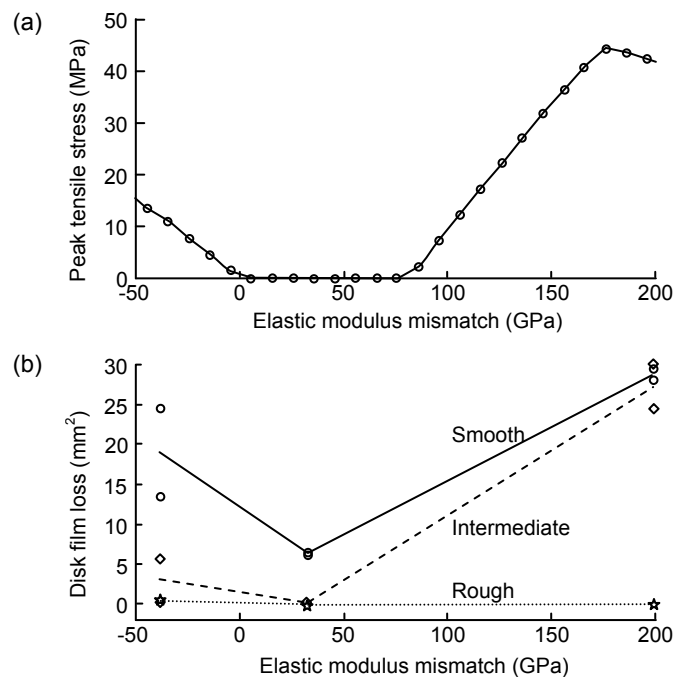 (a)
Peak tensile stress (MPa)
50
40
30
20
10
0
-50 0 50 100 150 200
Elastic modulus mismatch (GPa)
(b)
Disk film loss (mm²)
30
25
20
15
10
5
0
Smooth
Intermediate
Rough
-50 0 50 100 150 200
Elastic modulus mismatch (GPa)